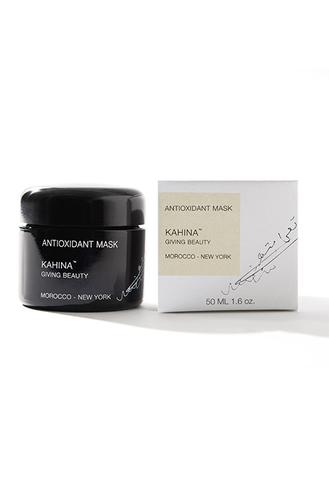 ANTIOXIDANT MASK
KAHINA™
GIVING BEAUTY
MOROCCO - NEW YORK
ANTIOXIDANT MASK
KAHINA™
GIVING BEAUTY
MOROCCO - NEW YORK
50 ML 1.6 oz.